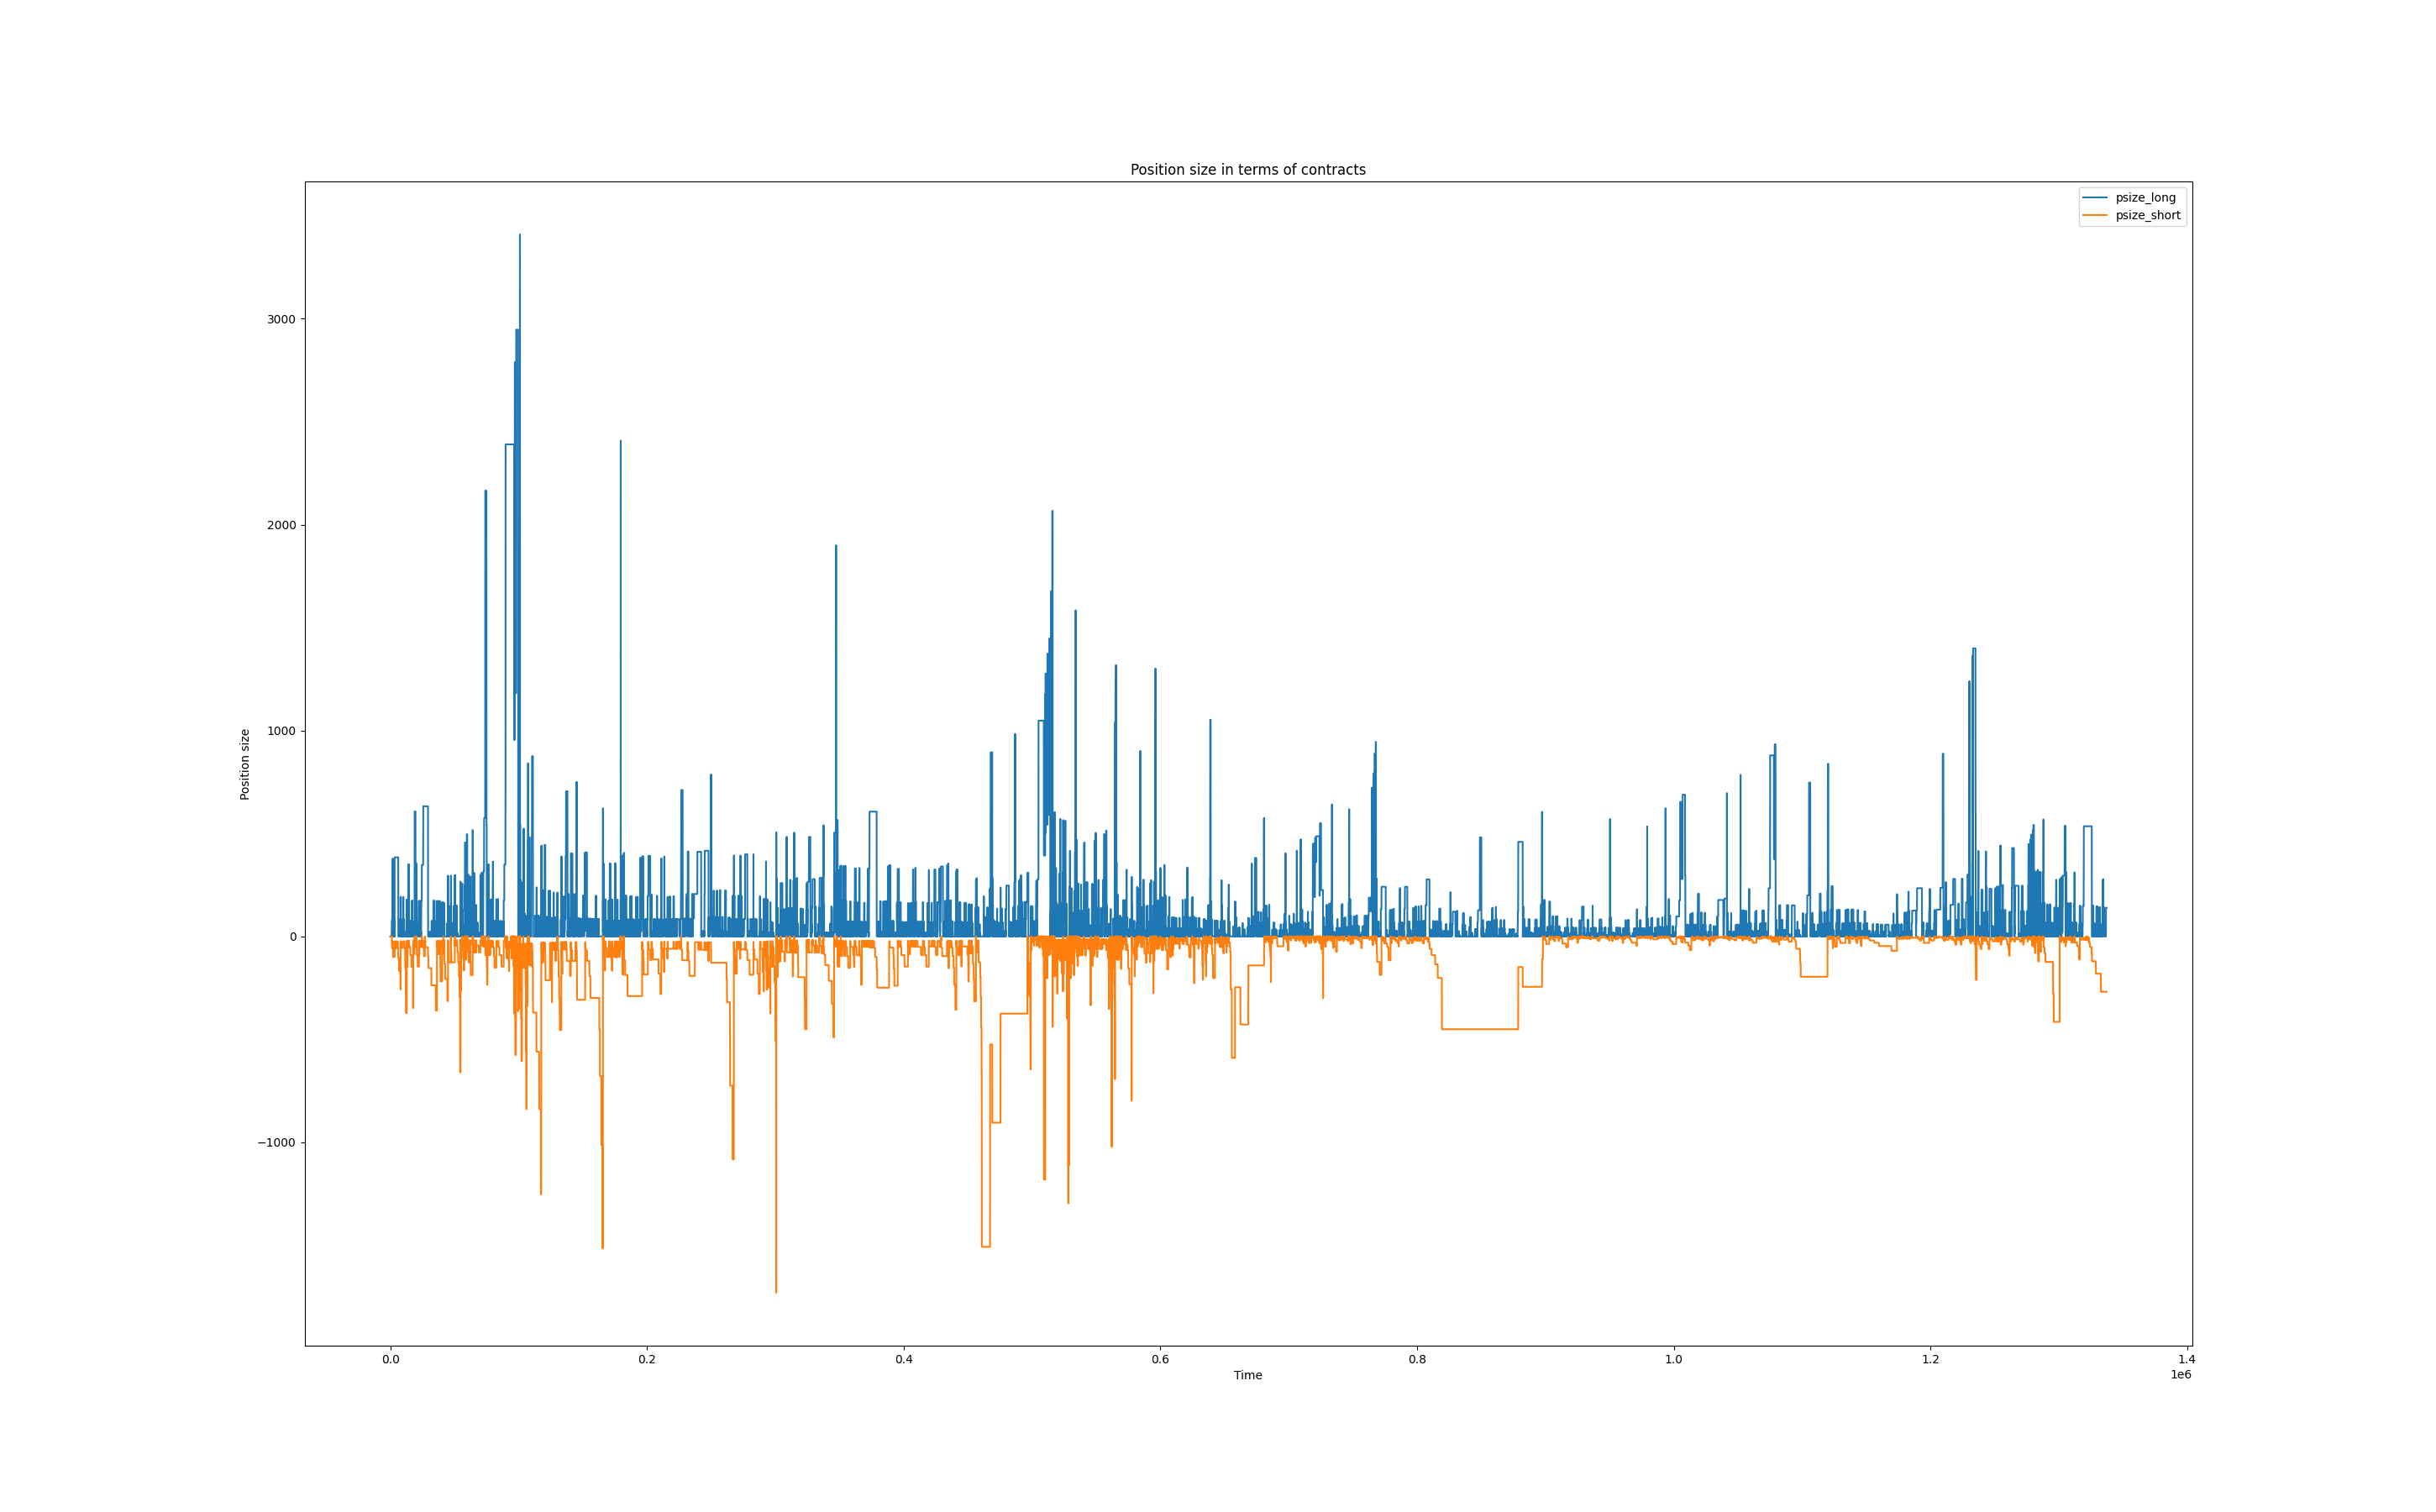 Position size in terms of contracts
psize_long
psize_short
3000
2000
1000
0
−1000
Position size
0.0
0.2
0.4
0.6
0.8
1.0
1.2
1.4
Time
1e6